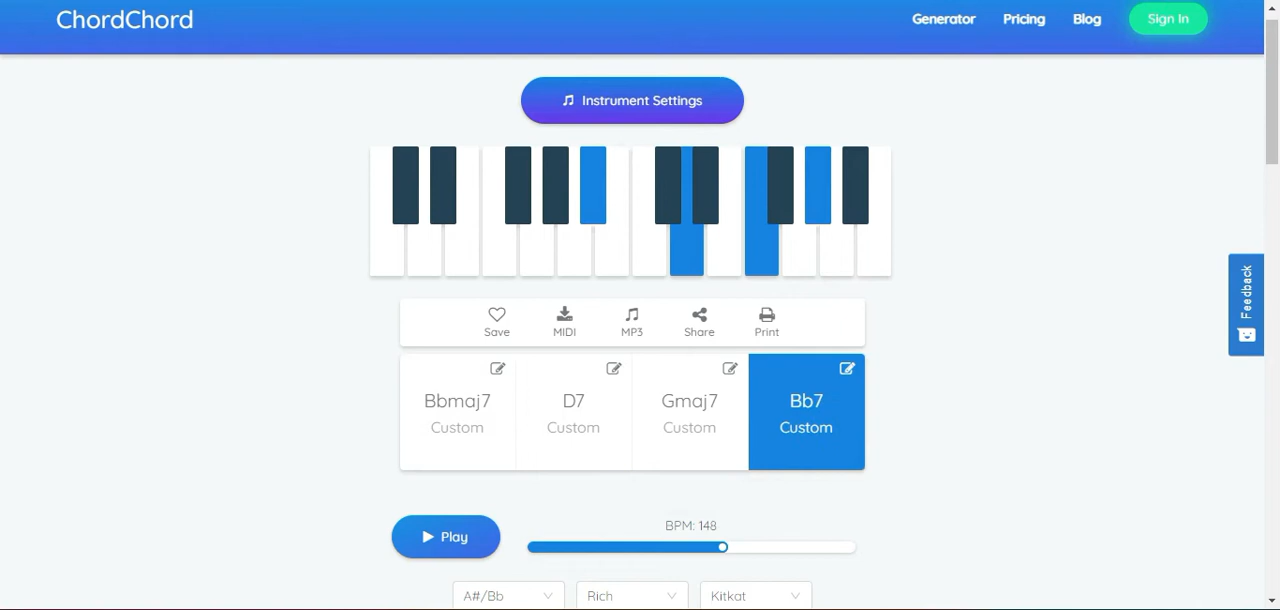 ChordChord
Generator Pricing Blog Sign In
Instrument Settings
Feedback
Save MIDI MP3 Share Print
Bbmaj7 D7 Gmaj7 Bb7
Custom Custom Custom Custom
BPM: 148
Play
A#/Bb Rich Kitkat